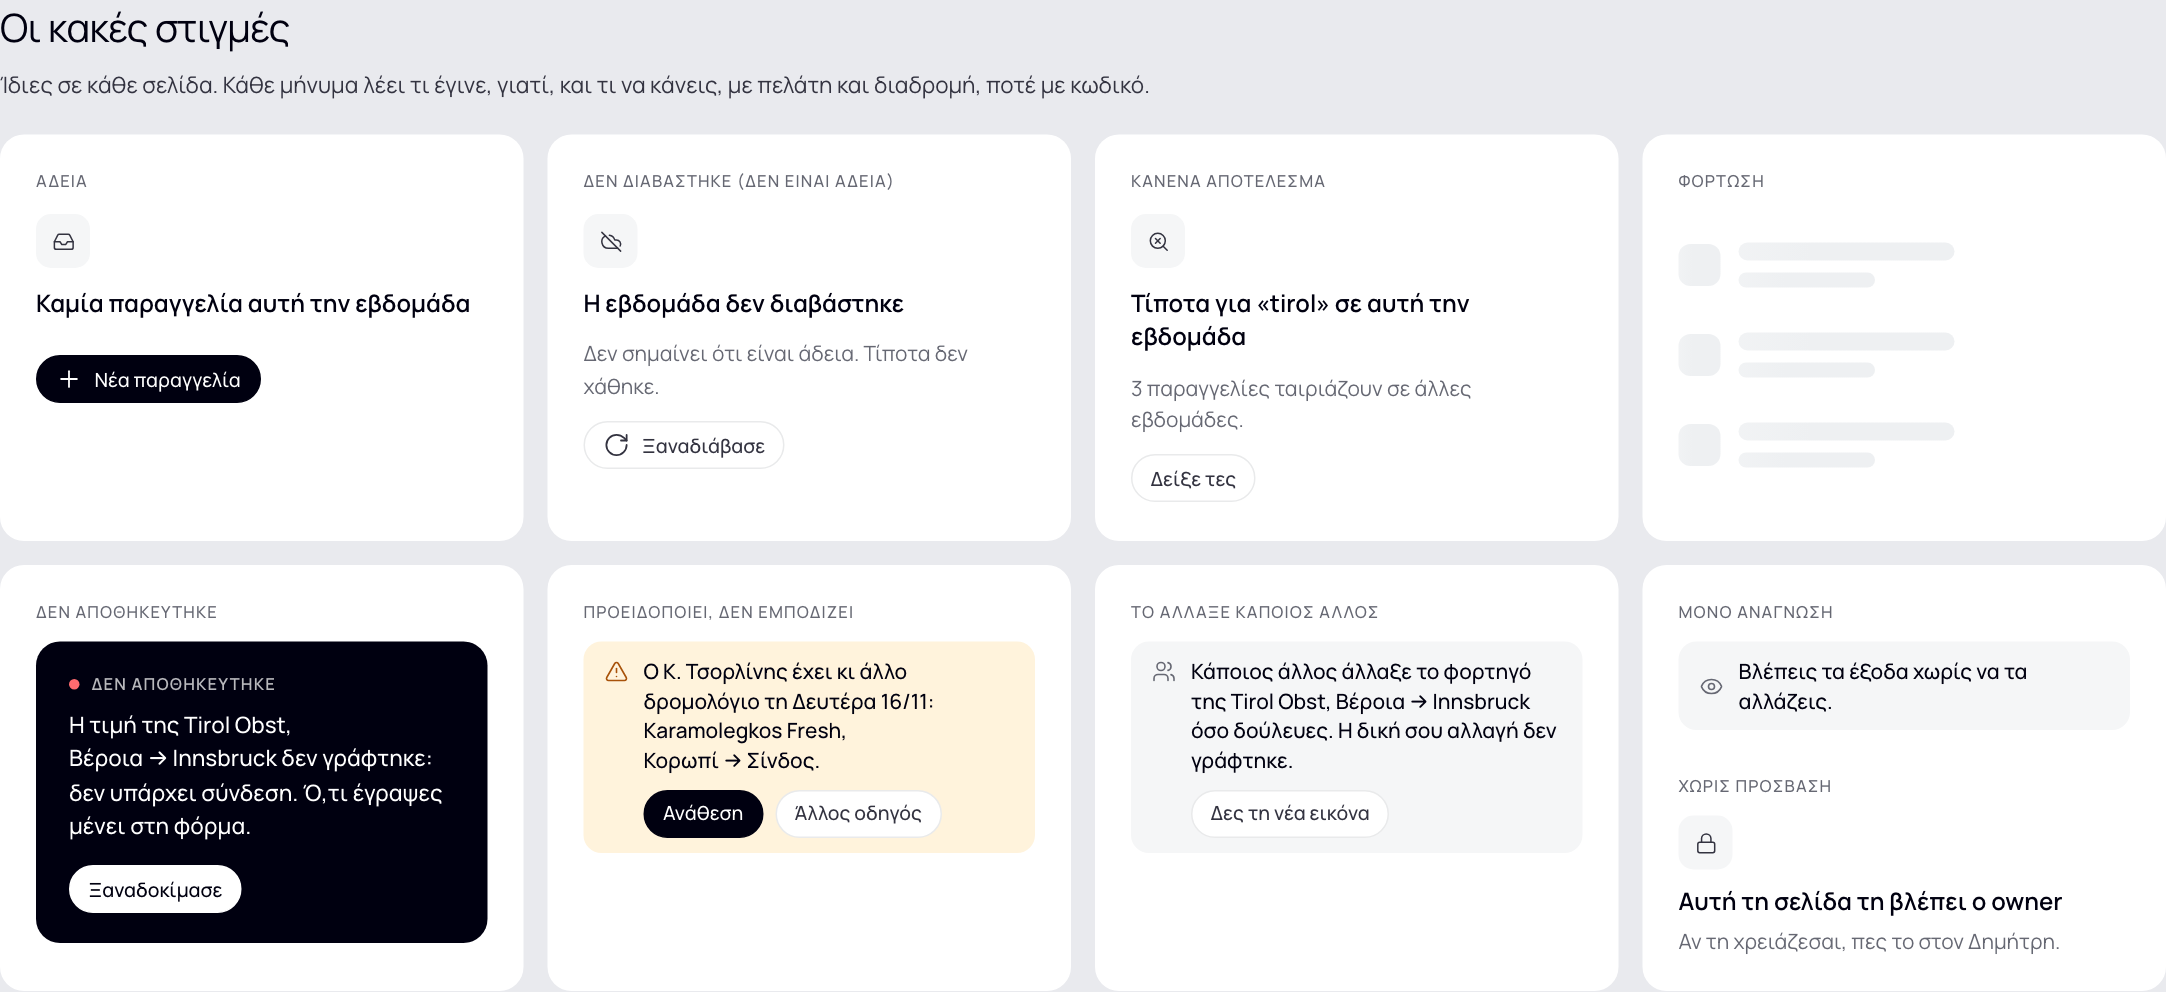 Οι κακές στιγμές
Ίδιες σε κάθε σελίδα. Κάθε μήνυμα λέει τι έγινε, γιατί, και τι να κάνεις, με πελάτη και διαδρομή, ποτέ με κωδικό.
ΑΔΕΙΑ
Καμία παραγγελία αυτή την εβδομάδα
Νέα παραγγελία
ΔΕΝ ΔΙΑΒΑΣΤΗΚΕ (ΔΕΝ ΕΙΝΑΙ ΑΔΕΙΑ)
Η εβδομάδα δεν διαβάστηκε
Δεν σημαίνει ότι είναι άδεια. Τίποτα δεν
χάθηκε.
Ξαναδιάβασε
ΚΑΝΕΝΑ ΑΠΟΤΕΛΕΣΜΑ
Τίποτα για «tirol» σε αυτή την
εβδομάδα
3 παραγγελίες ταιριάζουν σε άλλες
εβδομάδες.
Δείξε τες
ΦΟΡΤΩΣΗ
ΔΕΝ ΑΠΟΘΗΚΕΥΤΗΚΕ
ΔΕΝ ΑΠΟΘΗΚΕΥΤΗΚΕ
Η τιμή της Tirol Obst,
Βέροια → Innsbruck δεν γράφτηκε:
δεν υπάρχει σύνδεση. Ό,τι έγραψες
μένει στη φόρμα.
Ξαναδοκίμασε
ΠΡΟΕΙΔΟΠΟΙΕΙ, ΔΕΝ ΕΜΠΟΔΙΖΕΙ
Ο Κ. Τσορλίνης έχει κι άλλο
δρομολόγιο τη Δευτέρα 16/11:
Karamolegkos Fresh,
Κορωπί → Σίνδος.
Ανάθεση
Άλλος οδηγός
ΤΟ ΑΛΛΑΞΕ ΚΑΠΟΙΟΣ ΑΛΛΟΣ
Κάποιος άλλος άλλαξε το φορτηγό
της Tirol Obst, Βέροια → Innsbruck
όσο δούλευες. Η δική σου αλλαγή δεν
γράφτηκε.
Δες τη νέα εικόνα
ΜΟΝΟ ΑΝΑΓΝΩΣΗ
Βλέπεις τα έξοδα χωρίς να τα
αλλάζεις.
ΧΩΡΙΣ ΠΡΟΣΒΑΣΗ
Αυτή τη σελίδα τη βλέπει ο owner
Αν τη χρειάζεσαι, πες το στον Δημήτρη.